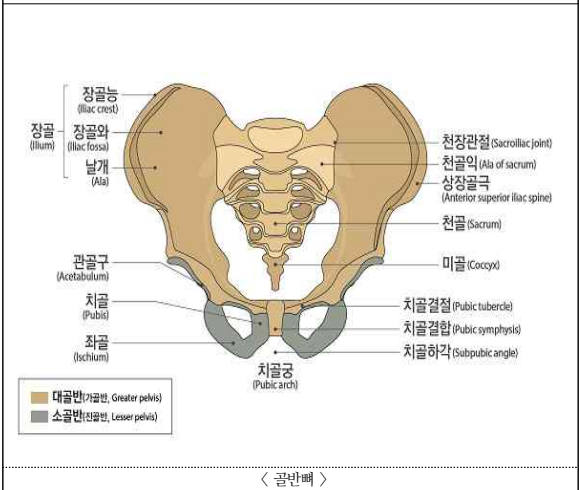 장골능
(Iliac crest)
장골
(Ilium)
장골와
(Iliac fossa)
날개
(Ala)
관골구
(Acetabulum)
치골
(Pubis)
좌골
(Ischium)
천장관절(Sacroiliac joint)
천골익(Ala of sacrum)
상장골극
(Anterior superior iliac spine)
천골(Sacrum)
미골(Coccyx)
치골결절(Pubic tubercle)
치골결합(Pubic symphysis)
치골하각(Subpubic angle)
치골궁
(Pubic arch)
대골반(가골반, Greater pelvis)
소골반(진골반, Lesser pelvis)
〈 골반뼈 〉